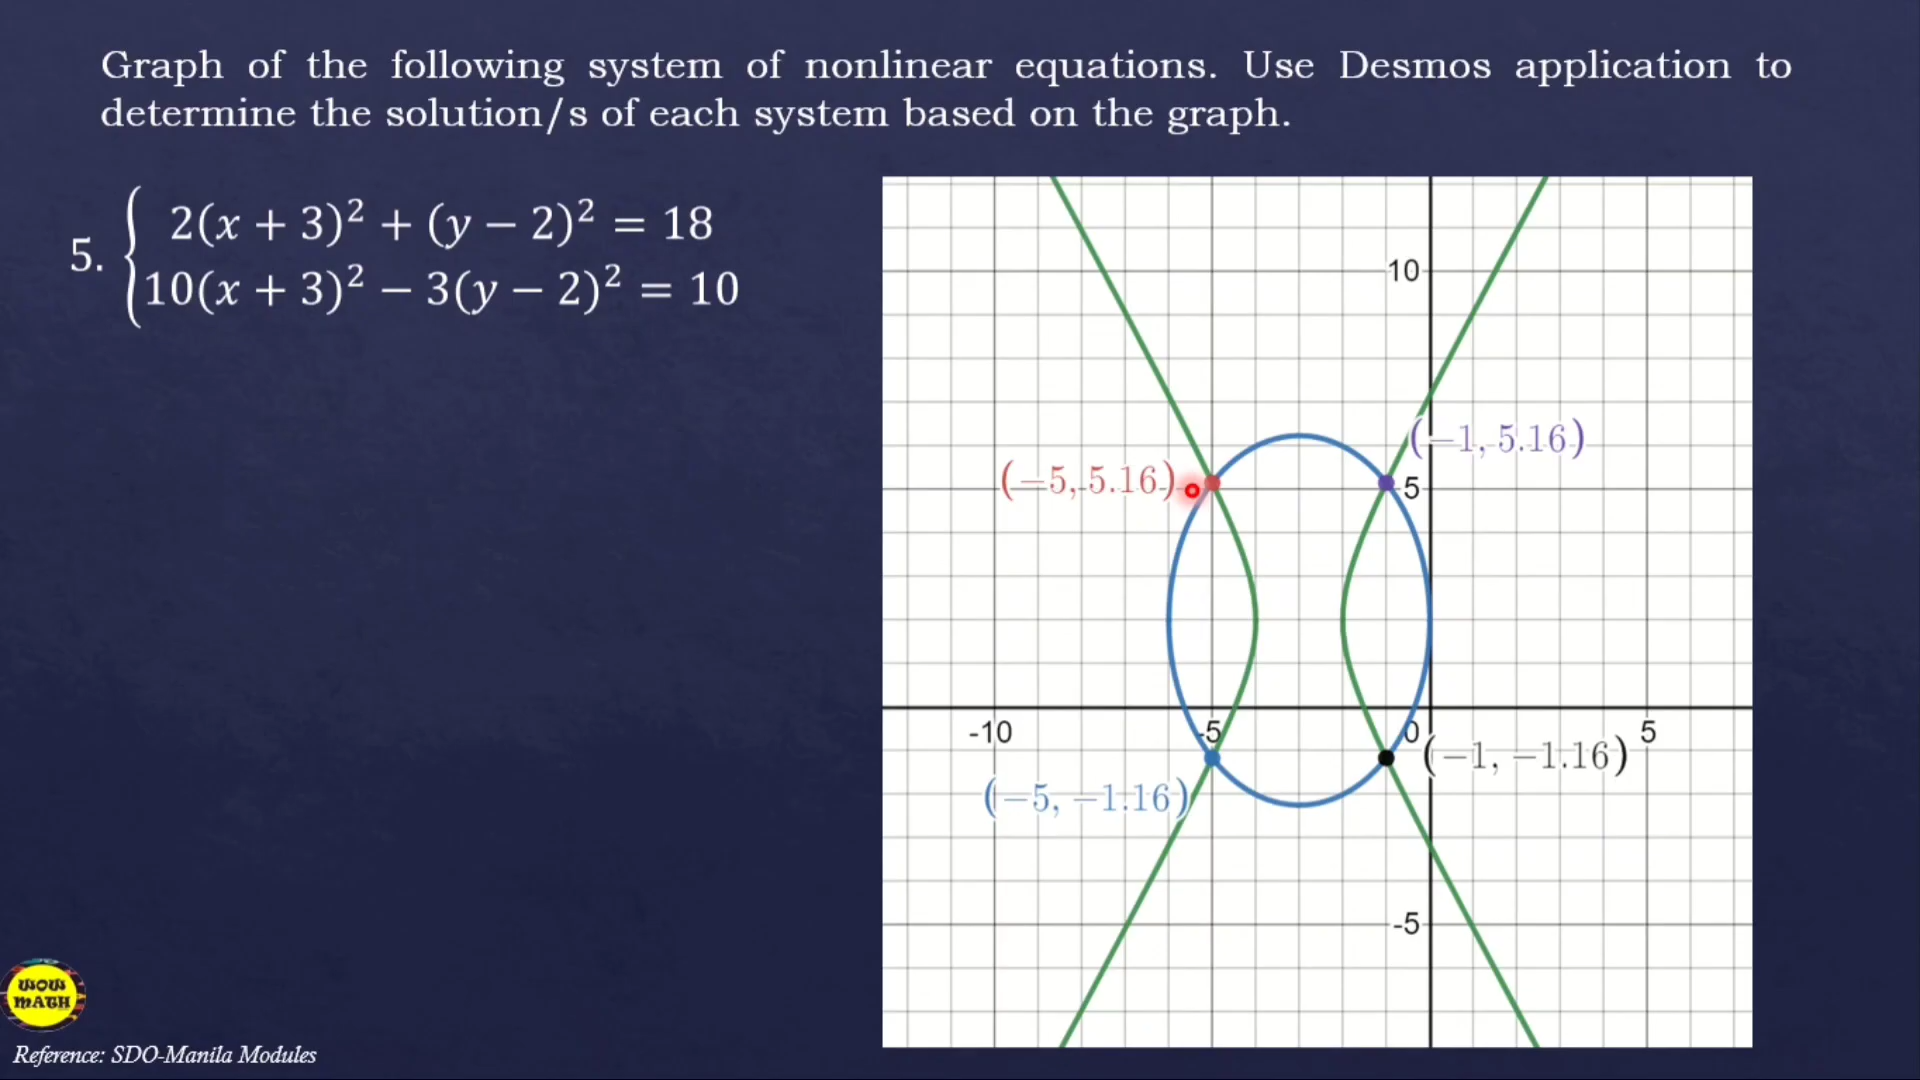 Graph of the following system of nonlinear equations. Use Desmos application to
determine the solution/s of each system based on the graph.
5. { 2(x + 3)² + (y − 2)² = 18
10(x + 3)² − 3(y − 2)² = 10
10
(−1, 5.16)
(−5, 5.16)
5
-10
-5
0
5
(−1, −1.16)
(−5, −1.16)
-5
WOW
MATH
Reference: SDO-Manila Modules